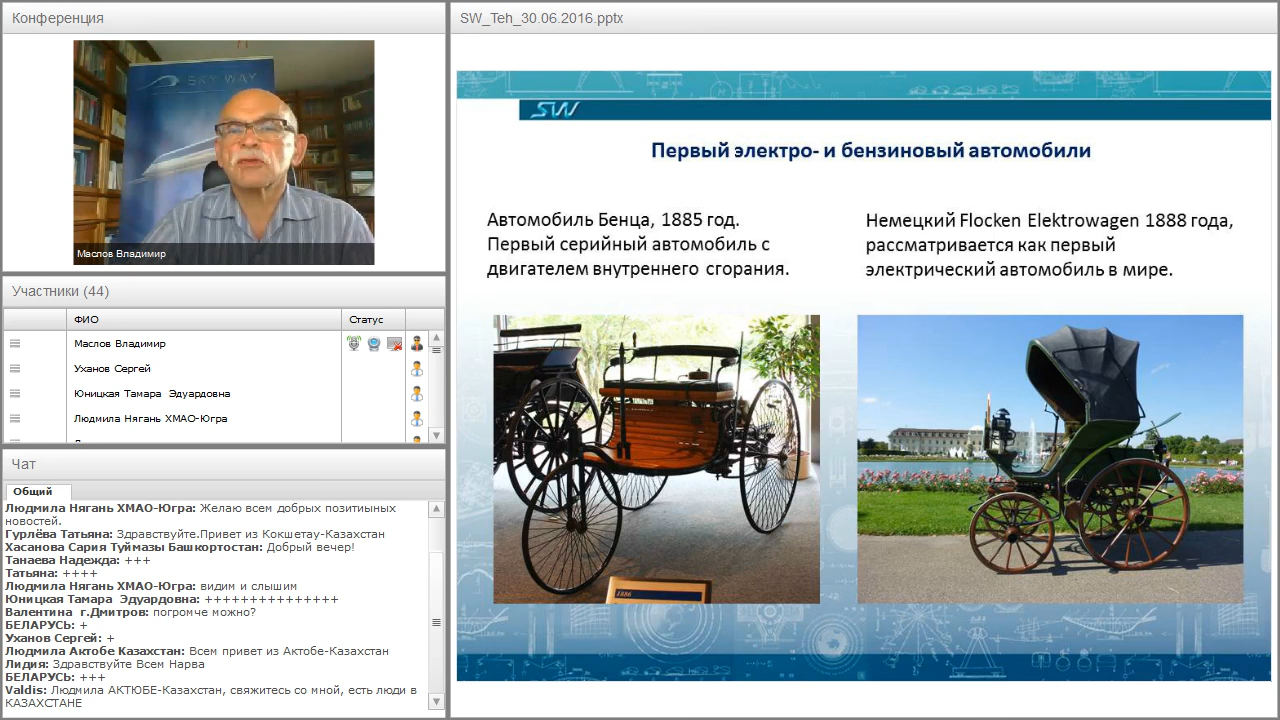 Конференция
SKY WAY
Маслов Владимир
Участники (44)
ФИО
Статус
Маслов Владимир
Уханов Сергей
Юницкая Тамара Эдуардовна
Людмила Нягань ХМАО-Югра
Чат
Общий
Людмила Нягань ХМАО-Югра: Желаю всем добрых позитиыных
новостей.
Гурлёва Татьяна: Здравствуйте.Привет из Кокшетау-Казахстан
Хасанова Сария Туймазы Башкортостан: Добрый вечер!
Танаева Надежда: +++
Татьяна: ++++
Людмила Нягань ХМАО-Югра: видим и слышим
Юницкая Тамара Эдуардовна: +++++++++++++++
Валентина г.Дмитров: погромче можно?
БЕЛАРУСЬ: +
Уханов Сергей: +
Людмила Актобе Казахстан: Всем привет из Актобе-Казахстан
Лидия: Здравствуйте Всем Нарва
БЕЛАРУСЬ: +++
Valdis: Людмила АКТЮБЕ-Казахстан, свяжитесь со мной, есть люди в
КАЗАХСТАНЕ
SW_Teh_30.06.2016.pptx
SW
Первый электро- и бензиновый автомобили
Автомобиль Бенца, 1885 год.
Первый серийный автомобиль с
двигателем внутреннего сгорания.
Немецкий Flocken Elektrowagen 1888 года,
рассматривается как первый
электрический автомобиль в мире.
1886